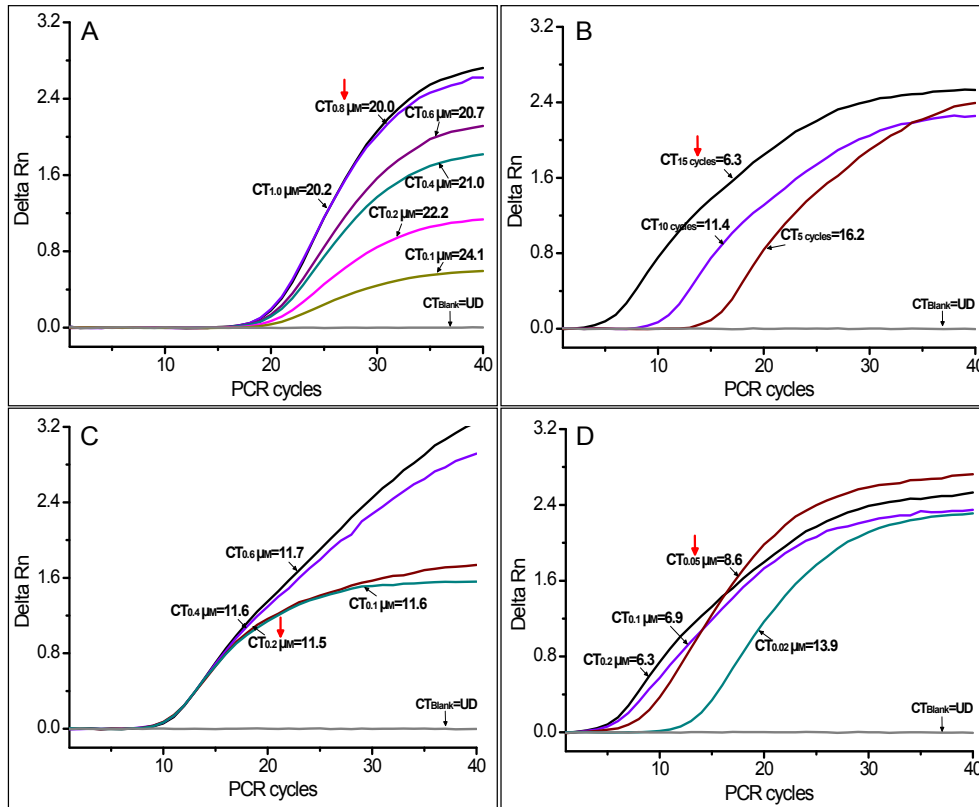 A
3.2
2.4
1.6
0.8
0.0
Delta Rn
CT0.8 μM=20.0
CT0.6 μM=20.7
CT1.0 μM=20.2
CT0.4 μM=21.0
CT0.2 μM=22.2
CT0.1 μM=24.1
CTBlank=UD
10 20 30 40
PCR cycles
B
3.2
2.4
1.6
0.8
0.0
Delta Rn
CT15 cycles=6.3
CT10 cycles=11.4
CT5 cycles=16.2
CTBlank=UD
10 20 30 40
PCR cycles
C
3.2
2.4
1.6
0.8
0.0
Delta Rn
CT0.6 μM=11.7
CT0.4 μM=11.6
CT0.1 μM=11.6
CT0.2 μM=11.5
CTBlank=UD
10 20 30 40
PCR cycles
D
3.2
2.4
1.6
0.8
0.0
Delta Rn
CT0.05 μM=8.6
CT0.1 μM=6.9
CT0.2 μM=6.3
CT0.02 μM=13.9
CTBlank=UD
10 20 30 40
PCR cycles